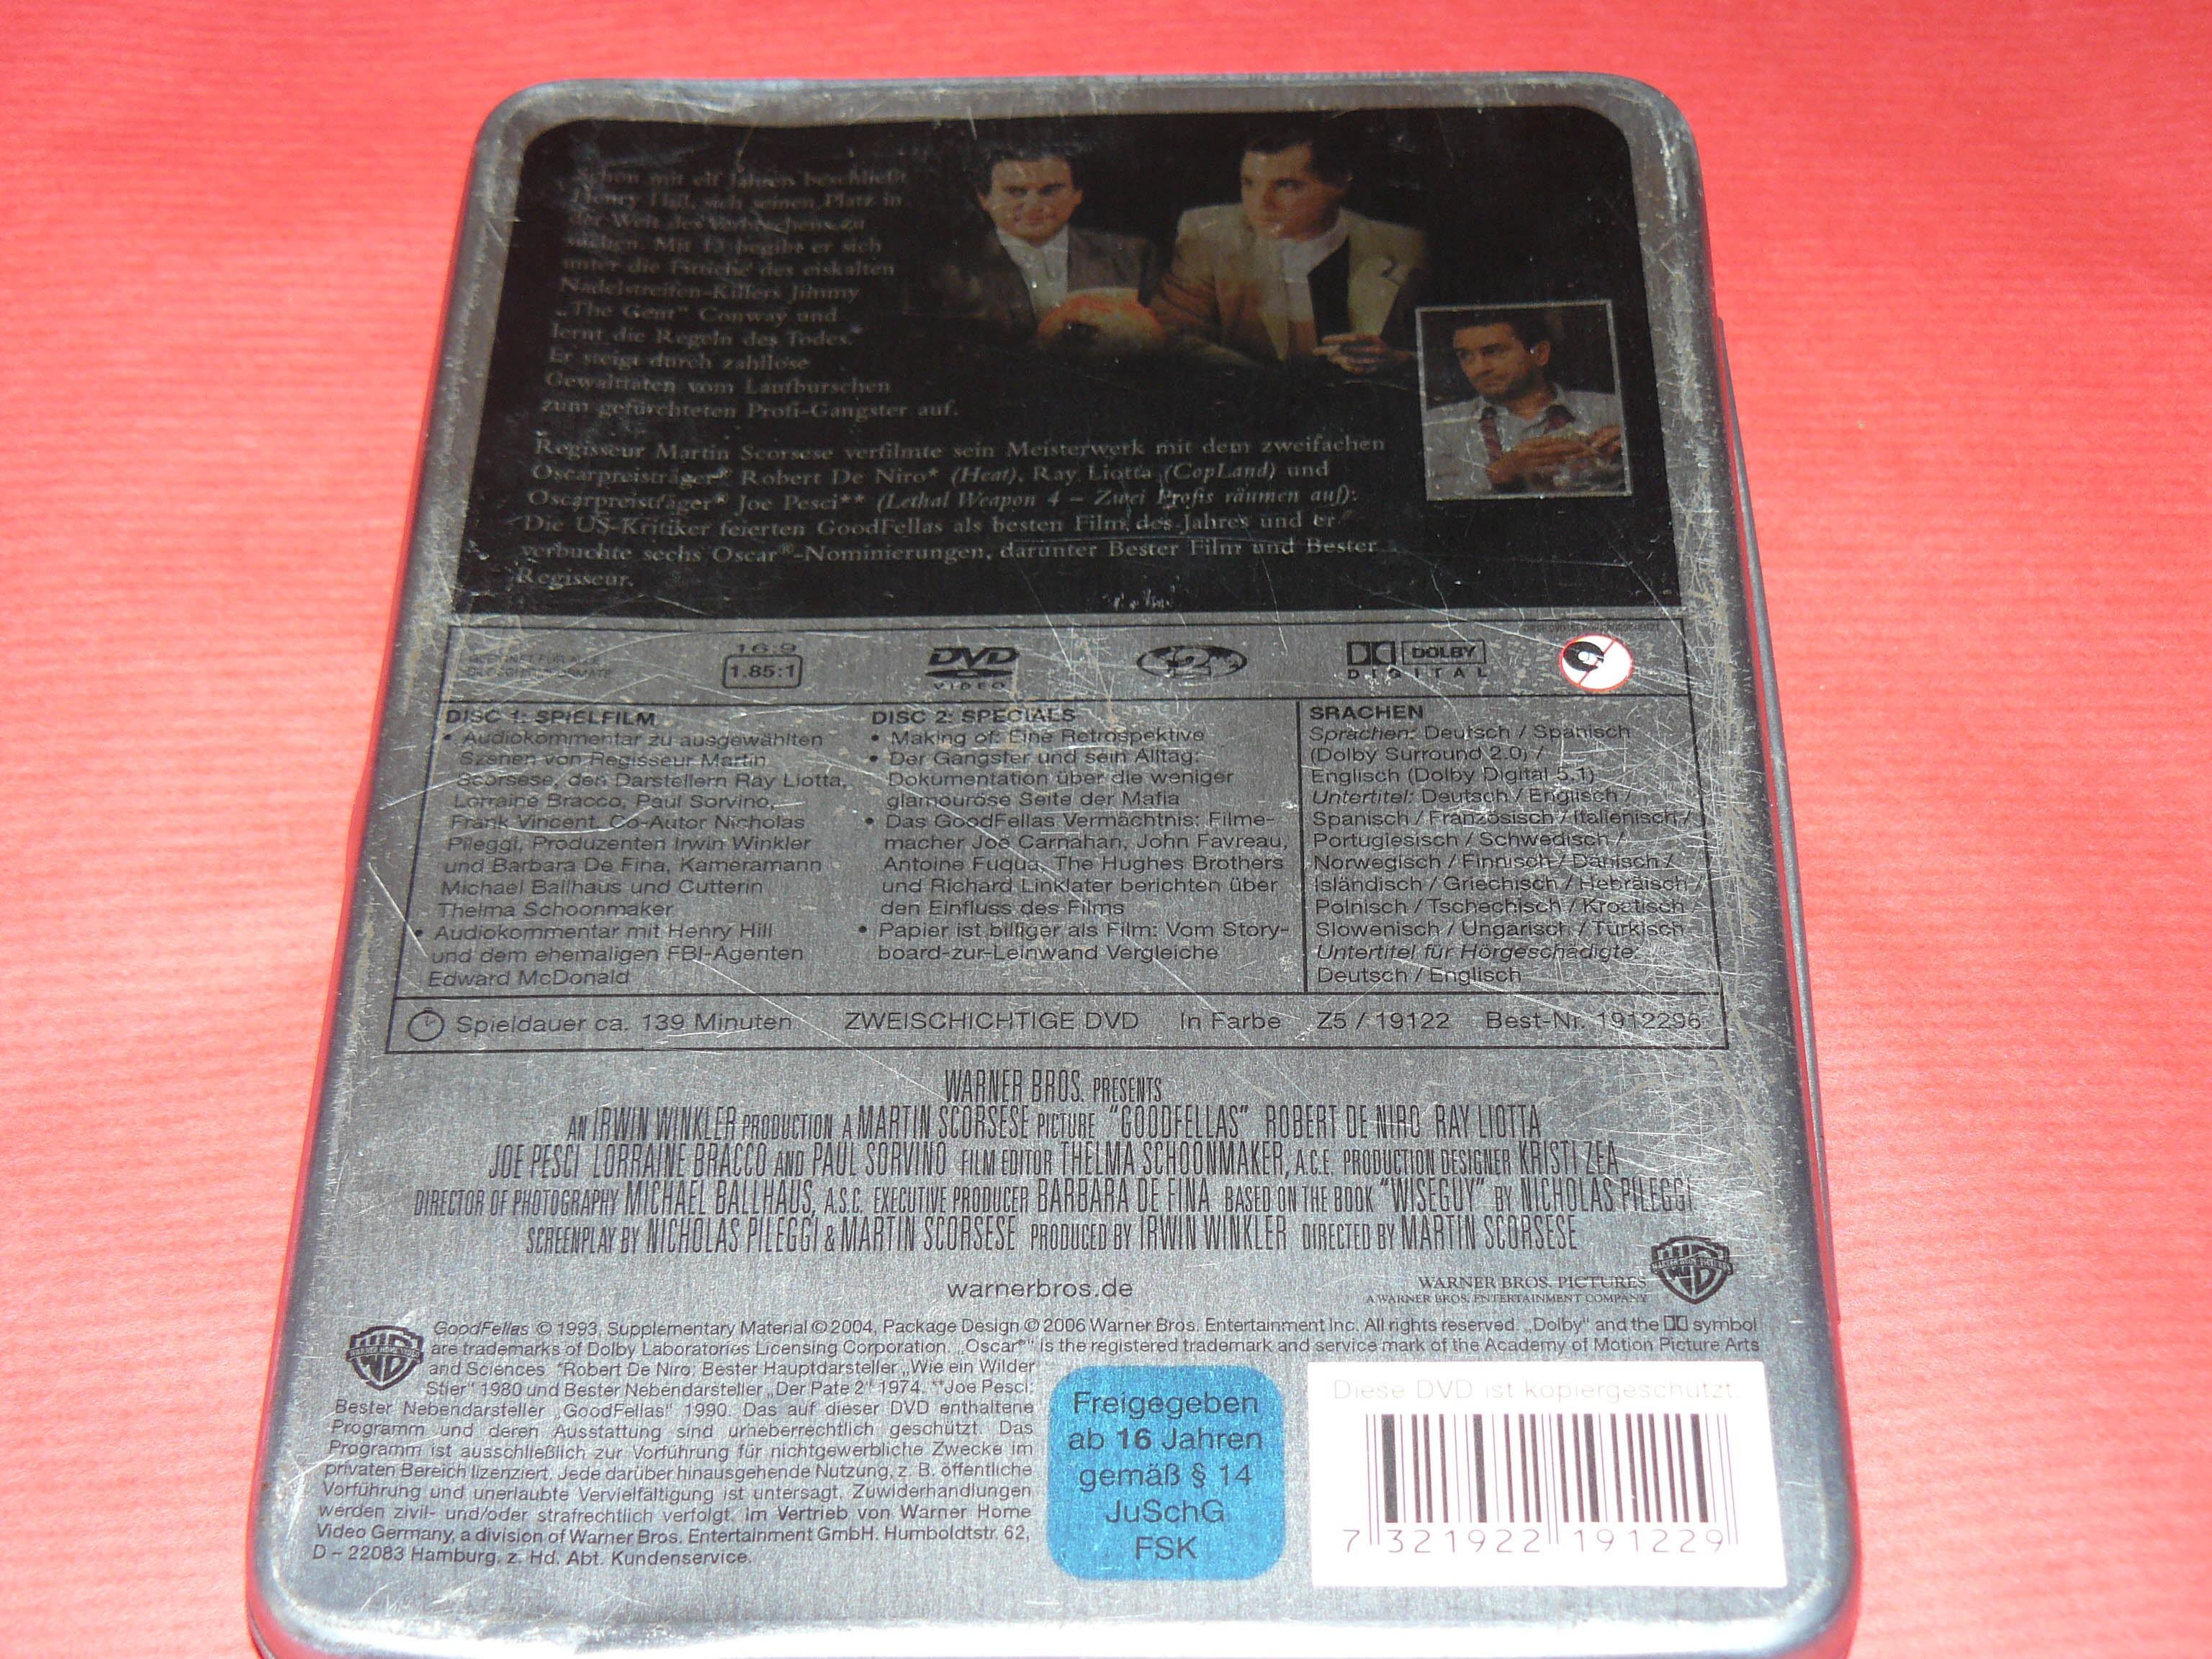 Schon mit elf Jahren beschließt
Henry Hill, sich seinen Platz in
der Welt des Verbrechens zu
suchen. Mit 13 begibt er sich
unter die Fittiche des eiskalten
Nadelstreifen-Killers Jimmy
„The Gent" Conway und
lernt die Regeln des Todes.
Er steigt durch zahllose
Gewalttaten vom Laufburschen
zum gefürchteten Profi-Gangster auf.
Regisseur Martin Scorsese verfilmte sein Meisterwerk mit dem zweifachen
Oscarpreisträger® Robert De Niro* (Heat), Ray Liotta (CopLand) und
Oscarpreisträger® Joe Pesci** (Lethal Weapon 4 – Zwei Profis räumen auf):
Die US-Kritiker feierten GoodFellas als besten Film des Jahres und er
verbuchte sechs Oscar®-Nominierungen, darunter Bester Film und Bester
Regisseur.
16:9
1.85:1
DVD
VIDEO
2
DOLBY
DIGITAL
DISC 1: SPIELFILM
• Audiokommentar zu ausgewählten
Szenen von Regisseur Martin
Scorsese, den Darstellern Ray Liotta,
Lorraine Bracco, Paul Sorvino,
Frank Vincent, Co-Autor Nicholas
Pileggi, Produzenten Irwin Winkler
und Barbara De Fina, Kameramann
Michael Ballhaus und Cutterin
Thelma Schoonmaker
• Audiokommentar mit Henry Hill
und dem ehemaligen FBI-Agenten
Edward McDonald
DISC 2: SPECIALS
• Making of: Eine Retrospektive
• Der Gangster und sein Alltag:
Dokumentation über die weniger
glamouröse Seite der Mafia
• Das GoodFellas Vermächtnis: Filme-
macher Joe Carnahan, John Favreau,
Antoine Fuqua, The Hughes Brothers
und Richard Linklater berichten über
den Einfluss des Films
• Papier ist billiger als Film: Vom Story-
board-zur-Leinwand Vergleiche
SRACHEN
Sprachen: Deutsch / Spanisch
(Dolby Surround 2.0) /
Englisch (Dolby Digital 5.1)
Untertitel: Deutsch / Englisch /
Spanisch / Französisch / Italienisch /
Portugiesisch / Schwedisch /
Norwegisch / Finnisch / Dänisch /
Isländisch / Griechisch / Hebräisch /
Polnisch / Tschechisch / Kroatisch /
Slowenisch / Ungarisch / Türkisch
Untertitel für Hörgeschädigte:
Deutsch / Englisch
Spieldauer ca. 139 Minuten ZWEISCHICHTIGE DVD In Farbe Z5 / 19122 Best-Nr. 1912296
WARNER BROS. PRESENTS
AN IRWIN WINKLER PRODUCTION A MARTIN SCORSESE PICTURE "GOODFELLAS" ROBERT DE NIRO RAY LIOTTA
JOE PESCI LORRAINE BRACCO AND PAUL SORVINO FILM EDITOR THELMA SCHOONMAKER, A.C.E. PRODUCTION DESIGNER KRISTI ZEA
DIRECTOR OF PHOTOGRAPHY MICHAEL BALLHAUS, A.S.C. EXECUTIVE PRODUCER BARBARA DE FINA BASED ON THE BOOK "WISEGUY" BY NICHOLAS PILEGGI
SCREENPLAY BY NICHOLAS PILEGGI & MARTIN SCORSESE PRODUCED BY IRWIN WINKLER DIRECTED BY MARTIN SCORSESE
warnerbros.de
WARNER BROS. PICTURES
A WARNER BROS. ENTERTAINMENT COMPANY
GoodFellas © 1993, Supplementary Material © 2004, Package Design © 2006 Warner Bros. Entertainment Inc. All rights reserved. „Dolby" and the symbol
are trademarks of Dolby Laboratories Licensing Corporation. „Oscar®" is the registered trademark and service mark of the Academy of Motion Picture Arts
and Sciences *Robert De Niro: Bester Hauptdarsteller „Wie ein Wilder
Stier" 1980 und Bester Nebendarsteller „Der Pate 2" 1974. **Joe Pesci:
Bester Nebendarsteller „GoodFellas" 1990. Das auf dieser DVD enthaltene
Programm und deren Ausstattung sind urheberrechtlich geschützt. Das
Programm ist ausschließlich zur Vorführung für nichtgewerbliche Zwecke im
privaten Bereich lizenziert. Jede darüber hinausgehende Nutzung, z. B. öffentliche
Vorführung und unerlaubte Vervielfältigung ist untersagt. Zuwiderhandlungen
werden zivil- und/oder strafrechtlich verfolgt. Im Vertrieb von Warner Home
Video Germany, a division of Warner Bros. Entertainment GmbH. Humboldtstr. 62,
D – 22083 Hamburg, z. Hd. Abt. Kundenservice.
Freigegeben
ab 16 Jahren
gemäß § 14
JuSchG
FSK
Diese DVD ist kopiergeschützt.
7 321922 191229